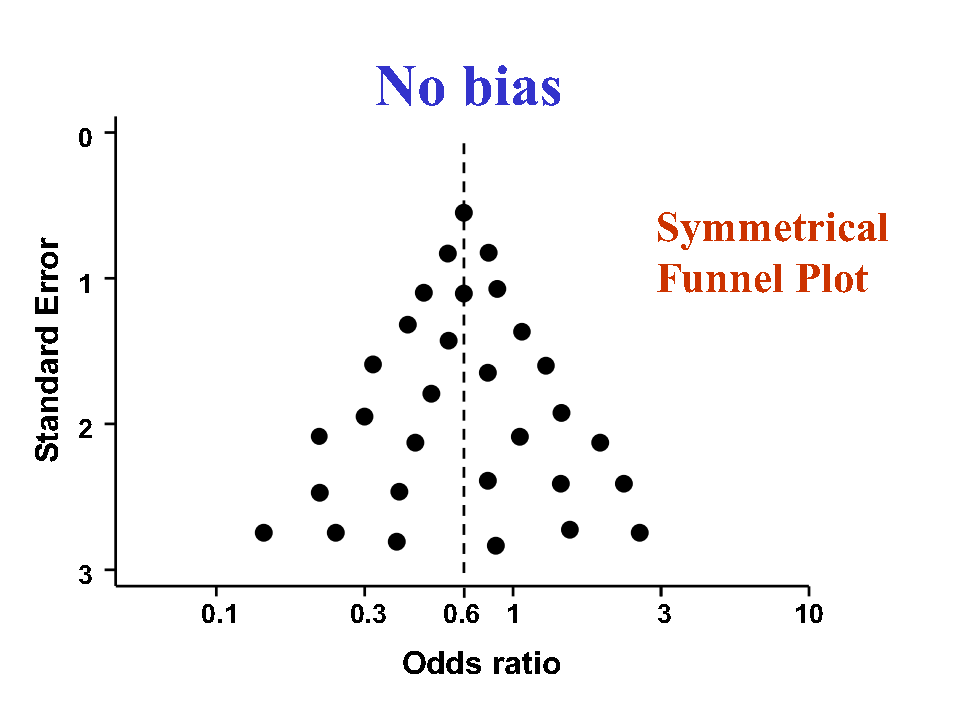 No bias
Symmetrical
Funnel Plot
Standard Error
0
1
2
3
0.1 0.3 0.6 1 3 10
Odds ratio